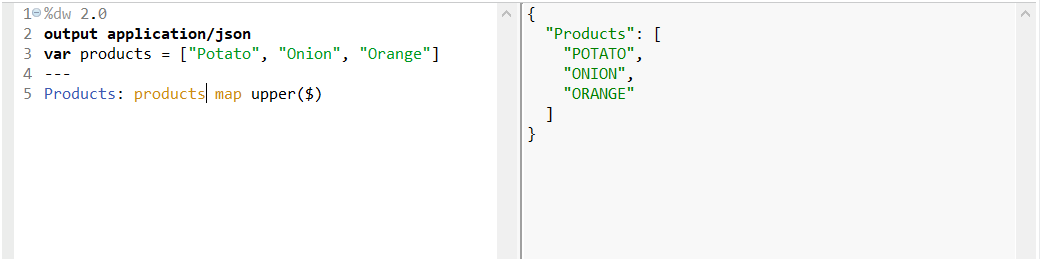 1 %dw 2.0
2 output application/json
3 var products = ["Potato", "Onion", "Orange"]
4 ---
5 Products: products map upper($)
{
  "Products": [
    "POTATO",
    "ONION",
    "ORANGE"
  ]
}